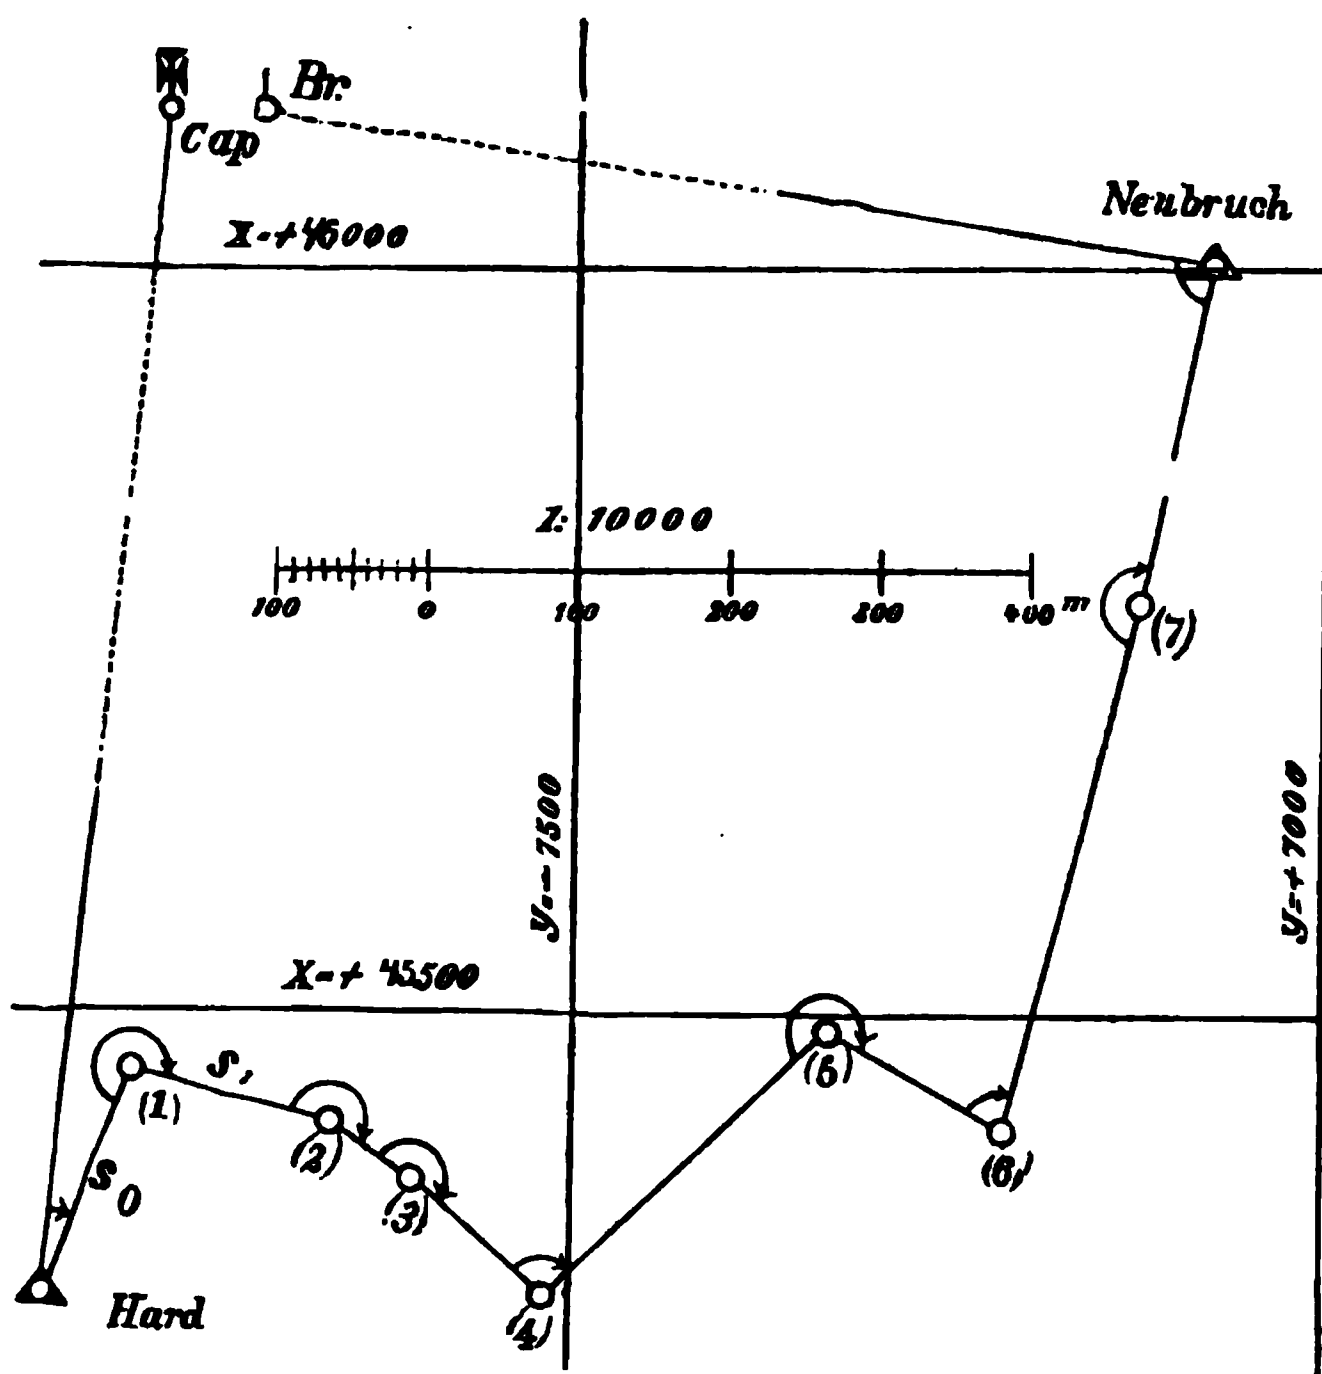 Br.
Cap
Neubruch
X=+46000
1:10000
100 0 100 200 300 400 m
(7)
y=-7500
y=+7000
X=+45500
S,
(1)
(2)
(5)
S0
(3)
(6)
Hard
(4)